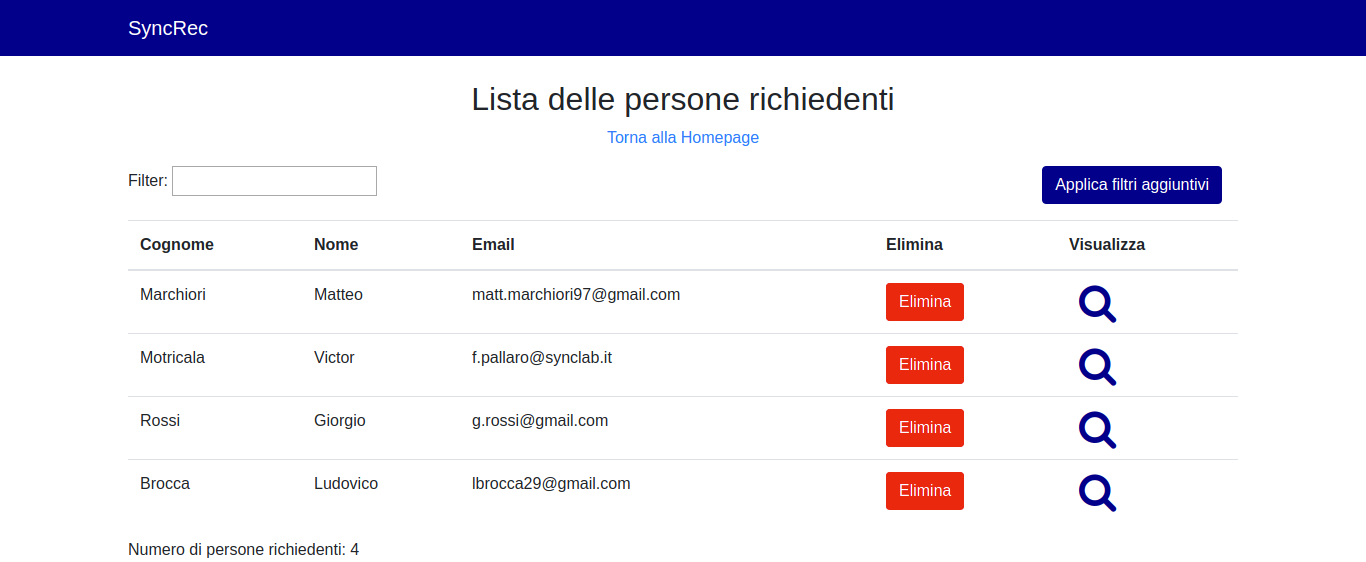 SyncRec
Lista delle persone richiedenti
Torna alla Homepage
Filter:
Applica filtri aggiuntivi
Cognome Nome Email Elimina Visualizza
Marchiori Matteo matt.marchiori97@gmail.com Elimina
Motricala Victor f.pallaro@synclab.it Elimina
Rossi Giorgio g.rossi@gmail.com Elimina
Brocca Ludovico lbrocca29@gmail.com Elimina
Numero di persone richiedenti: 4